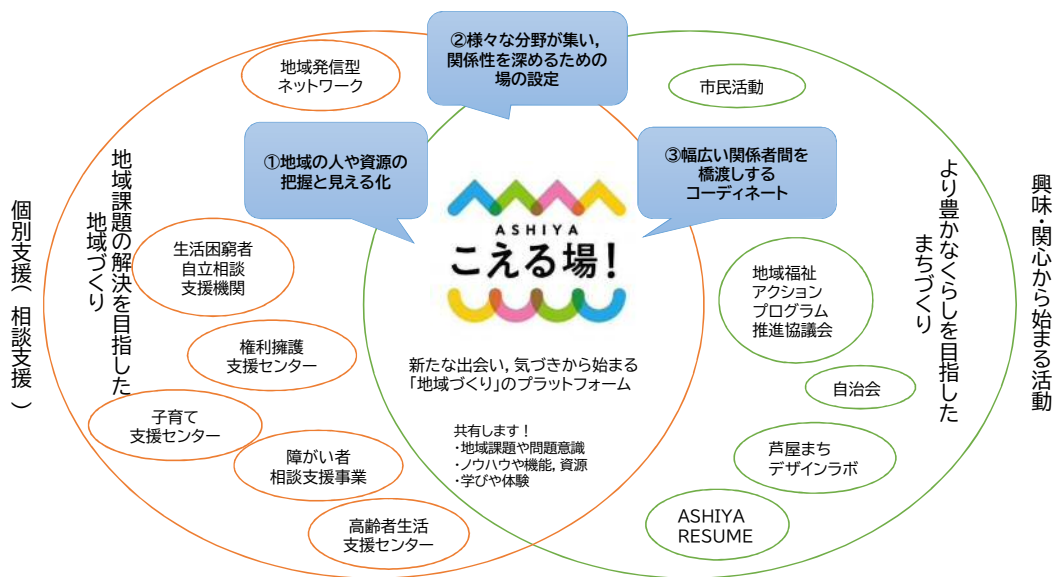 ②様々な分野が集い,
関係性を深めるための
場の設定
地域発信型
ネットワーク
市民活動
①地域の人や資源の
把握と見える化
③幅広い関係者間を
橋渡しする
コーディネート
個別支援(相談支援)
地域課題の解決を目指した
地域づくり
より豊かなくらしを目指した
まちづくり
興味・関心から始まる活動
ASHIYA
こえる場!
生活困窮者
自立相談
支援機関
地域福祉
アクション
プログラム
推進協議会
権利擁護
支援センター
新たな出会い,気づきから始まる
「地域づくり」のプラットフォーム
自治会
子育て
支援センター
共有します!
・地域課題や問題意識
・ノウハウや機能,資源
・学びや体験
障がい者
相談支援事業
芦屋まち
デザインラボ
高齢者生活
支援センター
ASHIYA
RESUME